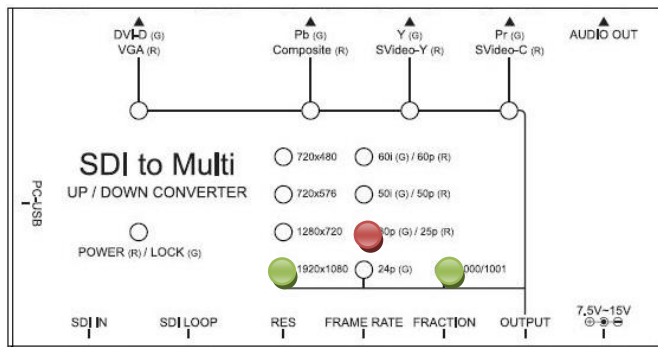 DVI-D (G)
VGA (R)
Pb (G)
Composite (R)
Y (G)
SVideo-Y (R)
Pr (G)
SVideo-C (R)
AUDIO OUT
PC-USB
SDI to Multi
UP / DOWN CONVERTER
POWER (R) / LOCK (G)
720x480
60i (G) / 60p (R)
720x576
50i (G) / 50p (R)
1280x720
30p (G) / 25p (R)
1920x1080
24p (G)
000/1001
SDI IN
SDI LOOP
RES
FRAME RATE
FRACTION
OUTPUT
7.5V~15V